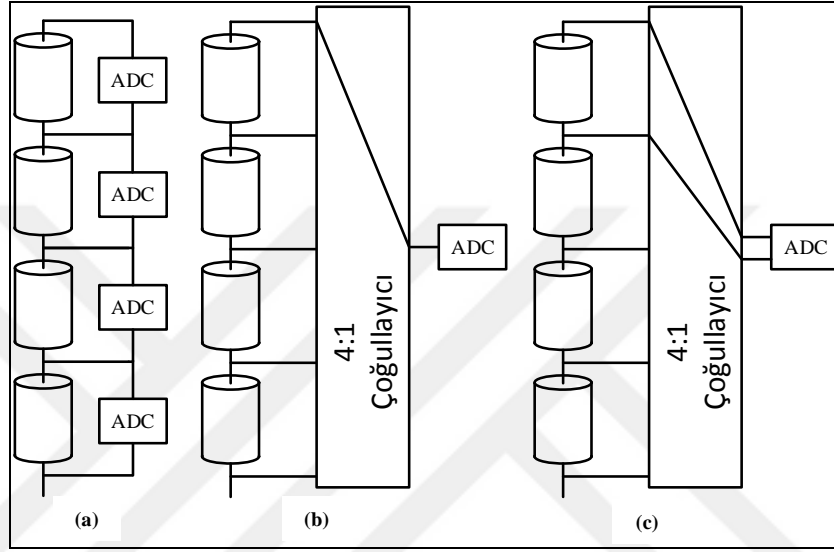 ADC
ADC
ADC
ADC
(a)
4:1
Çoğullayıcı
ADC
(b)
4:1
Çoğullayıcı
ADC
(c)